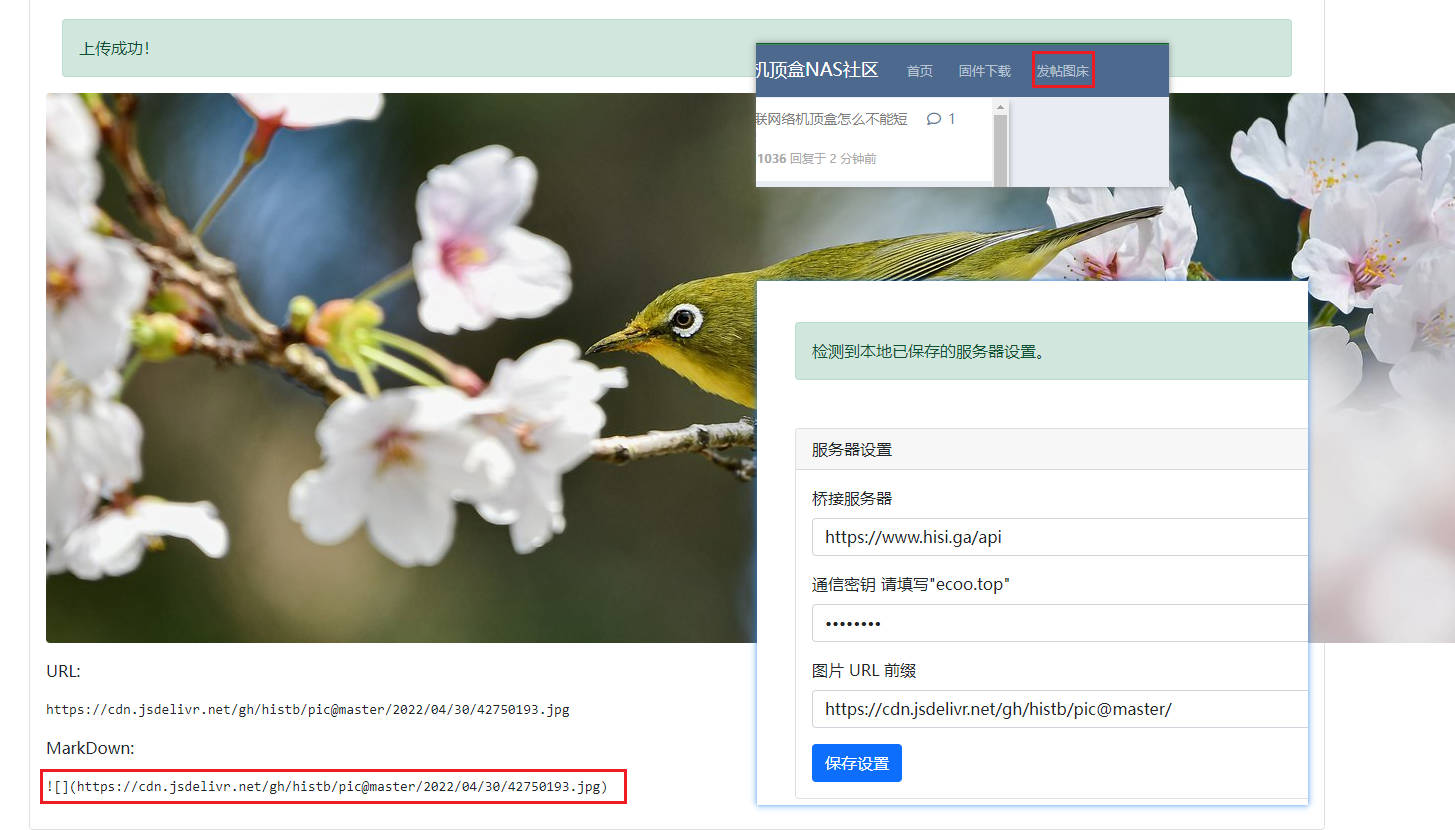 上传成功！
机顶盒NAS社区 首页 固件下载 发帖图床
联网络机顶盒怎么不能短 1
1036 回复于 2 分钟前
检测到本地已保存的服务器设置。
服务器设置
桥接服务器
https://www.hisi.ga/api
通信密钥 请填写"ecoo.top"
••••••••
图片 URL 前缀
https://cdn.jsdelivr.net/gh/histb/pic@master/
保存设置
URL:
https://cdn.jsdelivr.net/gh/histb/pic@master/2022/04/30/42750193.jpg
MarkDown:
![](https://cdn.jsdelivr.net/gh/histb/pic@master/2022/04/30/42750193.jpg)